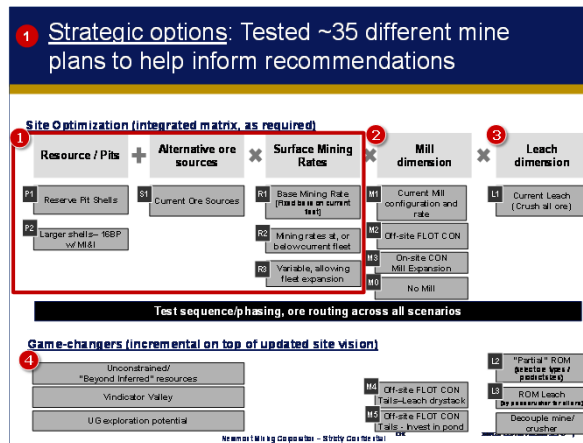 1 Strategic options: Tested ~35 different mine
plans to help inform recommendations
Site Optimization (integrated matrix, as required)
1
2
3
Resource / Pits
+
Alternative ore
sources
×
Surface Mining
Rates
×
Mill
dimension
×
Leach
dimension
P1 Reserve Pit Shells
P2 Larger shells– 16BP
w/ MI&I
S1 Current Ore Sources
R1 Base Mining Rate
(Fixed base on current
fleet)
R2 Mining rates at, or
below current fleet
R3 Variable, allowing
fleet expansion
M1 Current Mill
configuration and
rate
M2 Off-site FLOT CON
M3 On-site CON
Mill Expansion
M0 No Mill
L1 Current Leach
(Crush all ore)
Test sequence/phasing, ore routing across all scenarios
Game-changers (incremental on top of updated site vision)
4
Unconstrained/
"Beyond Inferred" resources
Vindicator Valley
UG exploration potential
M4 Off-site FLOT CON
Tails–Leach drystack
M5 Off-site FLOT CON
Tails - Invest in pond
L2 "Partial" ROM
L3 ROM Leach
Decouple mine/
crusher
Newmont Mining Corporation – Strictly Confidential